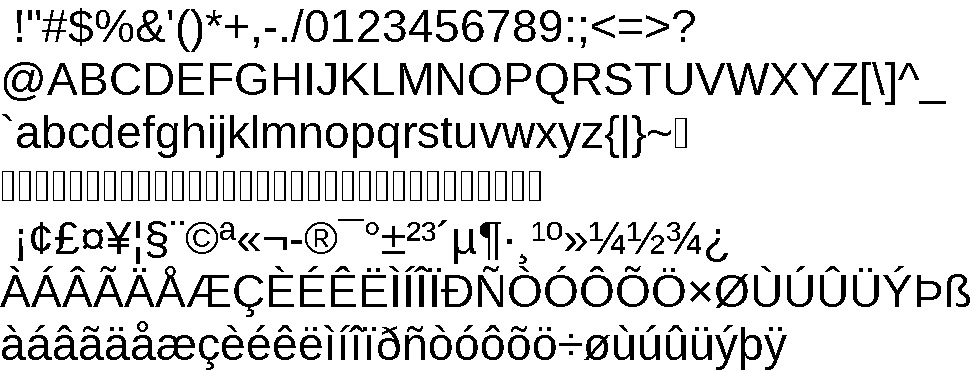 !"#$%&'()*+,-./0123456789:;<=>?
@ABCDEFGHIJKLMNOPQRSTUVWXYZ[\]^_
`abcdefghijklmnopqrstuvwxyz{|}~
¡¢£¤¥¦§¨©ª«¬-®¯°±²³´µ¶·¸¹º»¼½¾¿
ÀÁÂÃÄÅÆÇÈÉÊËÌÍÎÏÐÑÒÓÔÕÖ×ØÙÚÛÜÝÞß
àáâãäåæçèéêëìíîïðñòóôõö÷øùúûüýþÿ